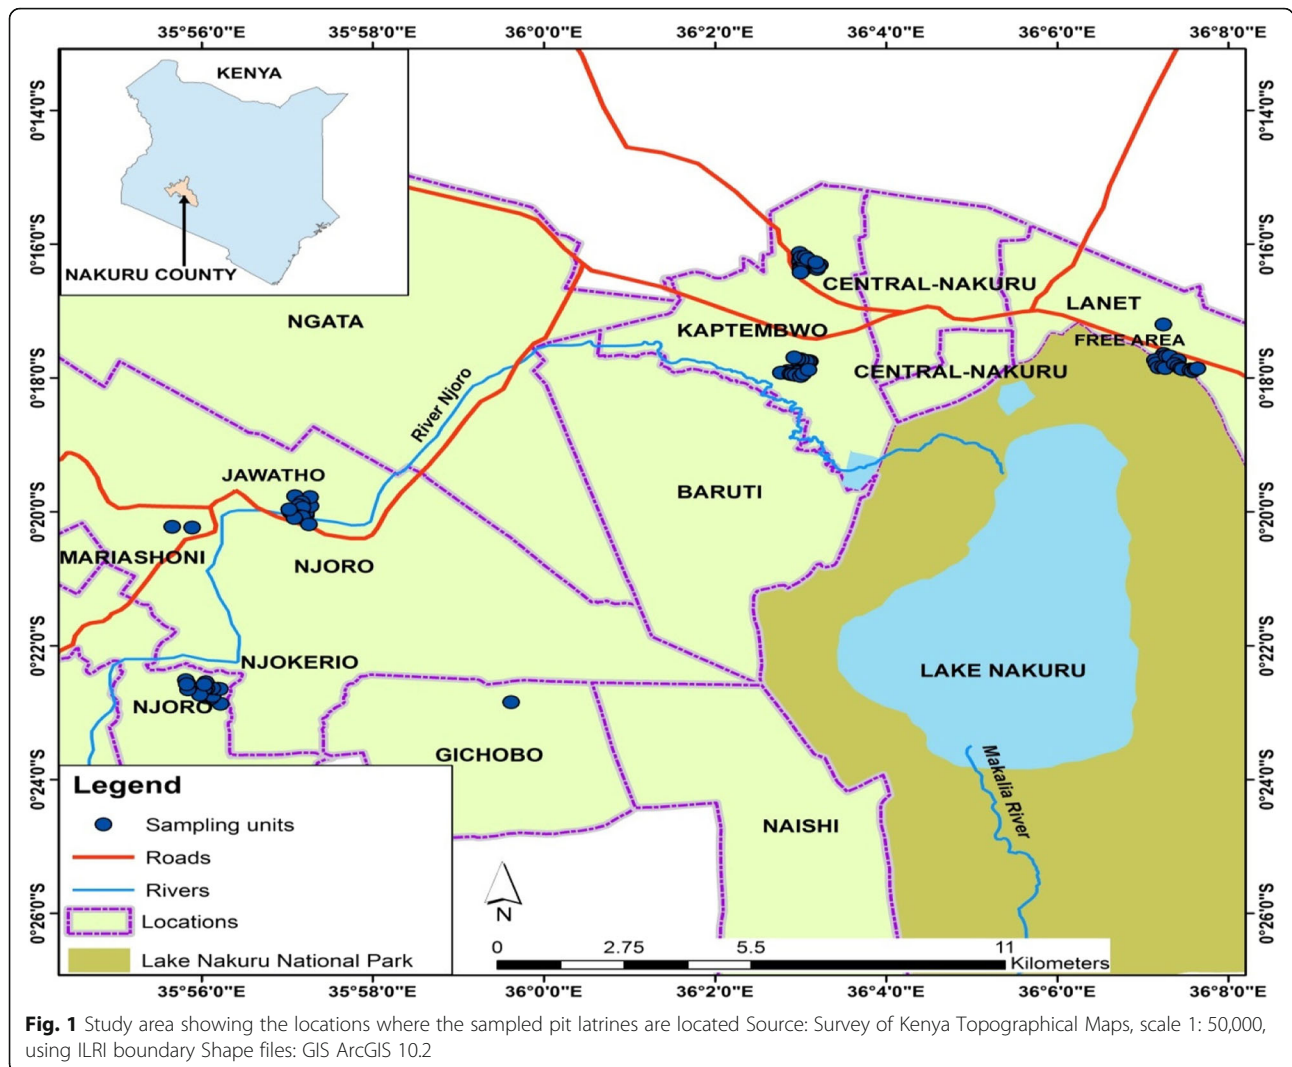 35°56'0"E 35°58'0"E 36°0'0"E 36°2'0"E 36°4'0"E 36°6'0"E 36°8'0"E
KENYA
NAKURU COUNTY
0°14'0"S
0°16'0"S
0°18'0"S
0°20'0"S
0°22'0"S
0°24'0"S
0°26'0"S
0°14'0"S
0°16'0"S
0°18'0"S
0°20'0"S
0°22'0"S
0°24'0"S
0°26'0"S
CENTRAL-NAKURU
LANET
NGATA
KAPTEMBWO
FREE AREA
CENTRAL-NAKURU
River Njoro
JAWATHO
BARUTI
MARIASHONI
NJORO
NJOKERIO
LAKE NAKURU
NJORO
GICHOBO
Makalia River
NAISHI
Legend
Sampling units
Roads
Rivers
Locations
Lake Nakuru National Park
N
0 2.75 5.5 11
Kilometers
35°56'0"E 35°58'0"E 36°0'0"E 36°2'0"E 36°4'0"E 36°6'0"E 36°8'0"E
Fig. 1 Study area showing the locations where the sampled pit latrines are located Source: Survey of Kenya Topographical Maps, scale 1: 50,000,
using ILRI boundary Shape files: GIS ArcGIS 10.2